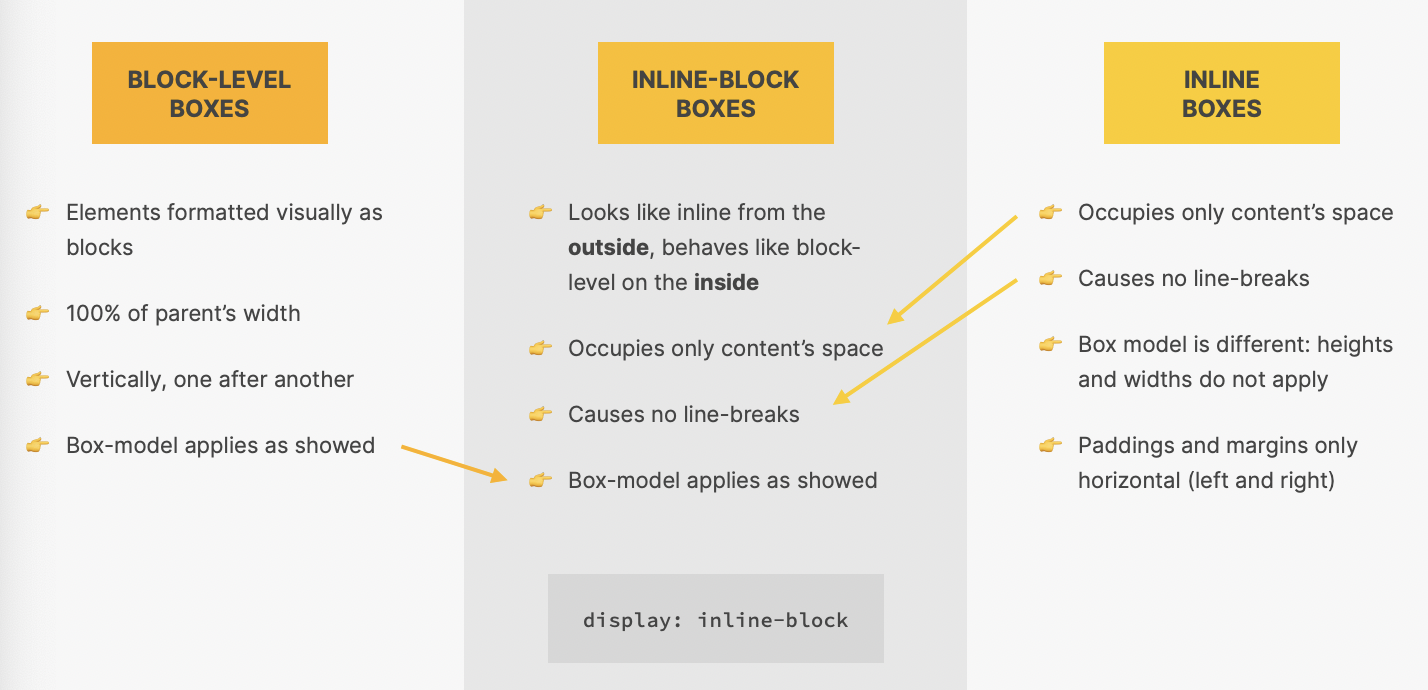 BLOCK-LEVEL
BOXES
Elements formatted visually as
blocks
100% of parent’s width
Vertically, one after another
Box-model applies as showed
INLINE-BLOCK
BOXES
Looks like inline from the
outside, behaves like block-
level on the inside
Occupies only content’s space
Causes no line-breaks
Box-model applies as showed
display: inline-block
INLINE
BOXES
Occupies only content’s space
Causes no line-breaks
Box model is different: heights
and widths do not apply
Paddings and margins only
horizontal (left and right)